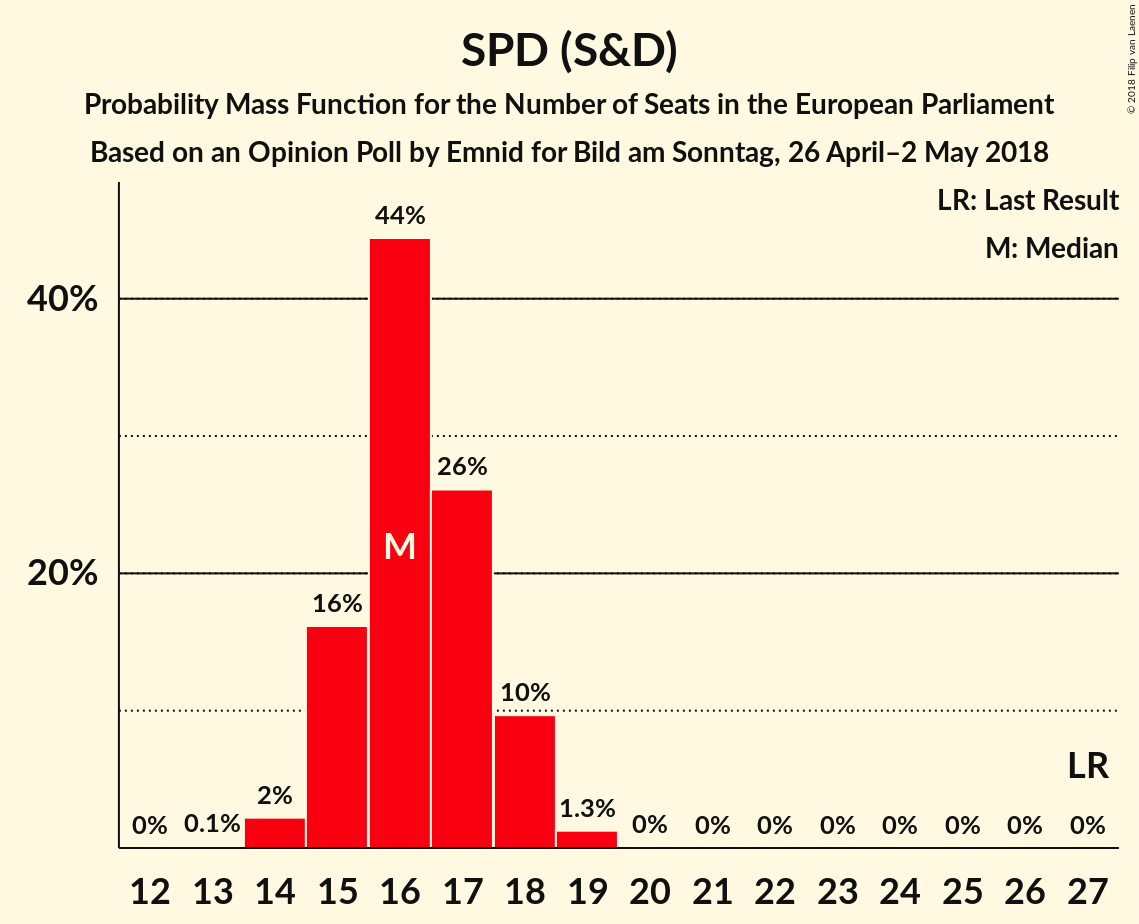 SPD (S&D)
Probability Mass Function for the Number of Seats in the European Parliament
Based on an Opinion Poll by Emnid for Bild am Sonntag, 26 April–2 May 2018
© 2018 Filip van Laenen
LR: Last Result
M: Median
40%
20%
0%
0.1%
2%
16%
44%
M
26%
10%
1.3%
0%
0%
0%
0%
0%
0%
0%
0%
LR
12 13 14 15 16 17 18 19 20 21 22 23 24 25 26 27